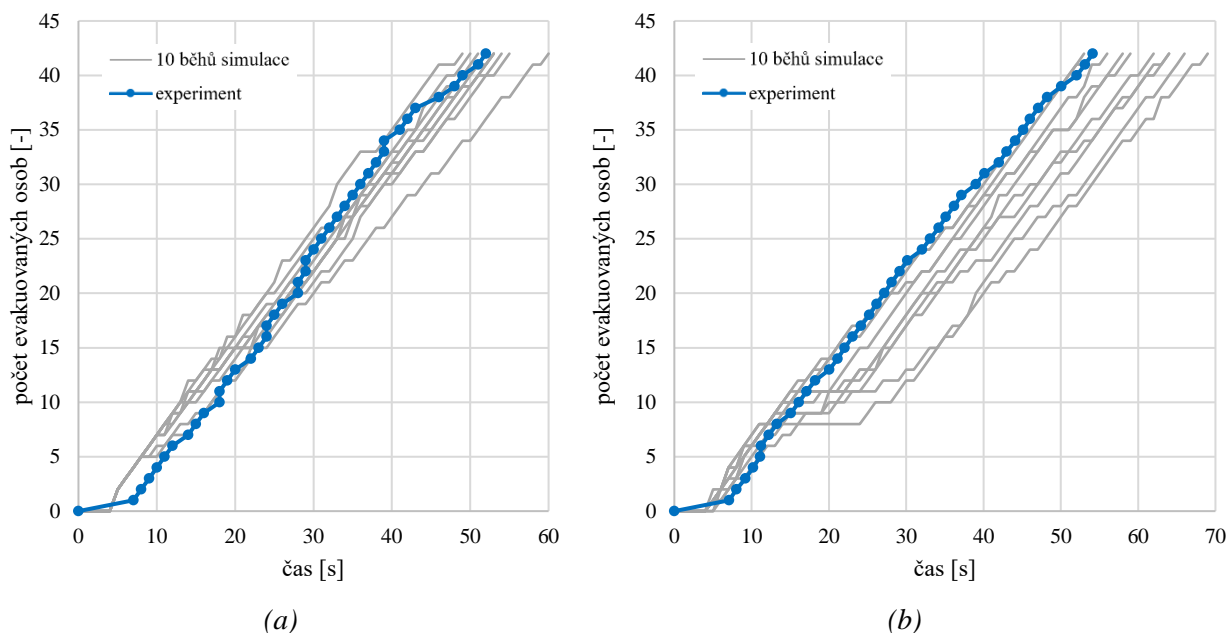 45
40
35
30
25
20
15
10
5
0
počet evakuovaných osob [-]
10 běhů simulace
experiment
0 10 20 30 40 50 60
čas [s]
(a)
45
40
35
30
25
20
15
10
5
0
počet evakuovaných osob [-]
10 běhů simulace
experiment
0 10 20 30 40 50 60 70
čas [s]
(b)